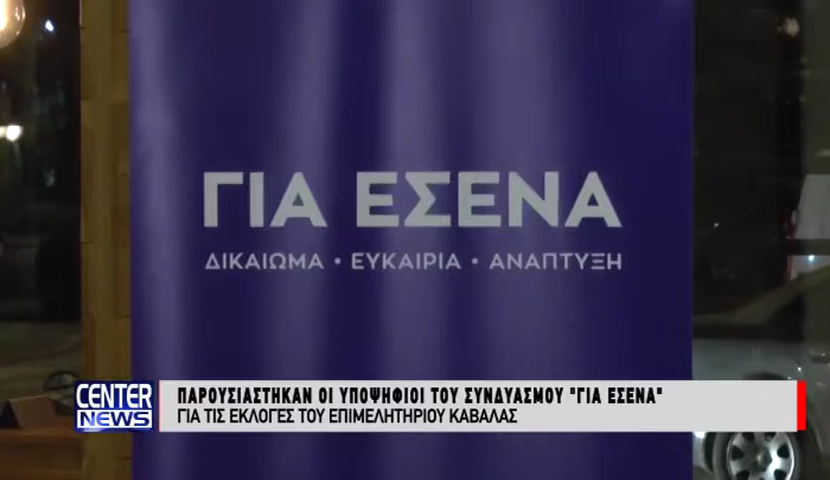 ΓΙΑ ΕΣΕΝΑ
ΔΙΚΑΙΩΜΑ • ΕΥΚΑΙΡΙΑ • ΑΝΑΠΤΥΞΗ
CENTER
NEWS
ΠΑΡΟΥΣΙΑΣΤΗΚΑΝ ΟΙ ΥΠΟΨΗΦΙΟΙ ΤΟΥ ΣΥΝΔΥΑΣΜΟΥ "ΓΙΑ ΕΣΕΝΑ"
ΓΙΑ ΤΙΣ ΕΚΛΟΓΕΣ ΤΟΥ ΕΠΙΜΕΛΗΤΗΡΙΟΥ ΚΑΒΑΛΑΣ